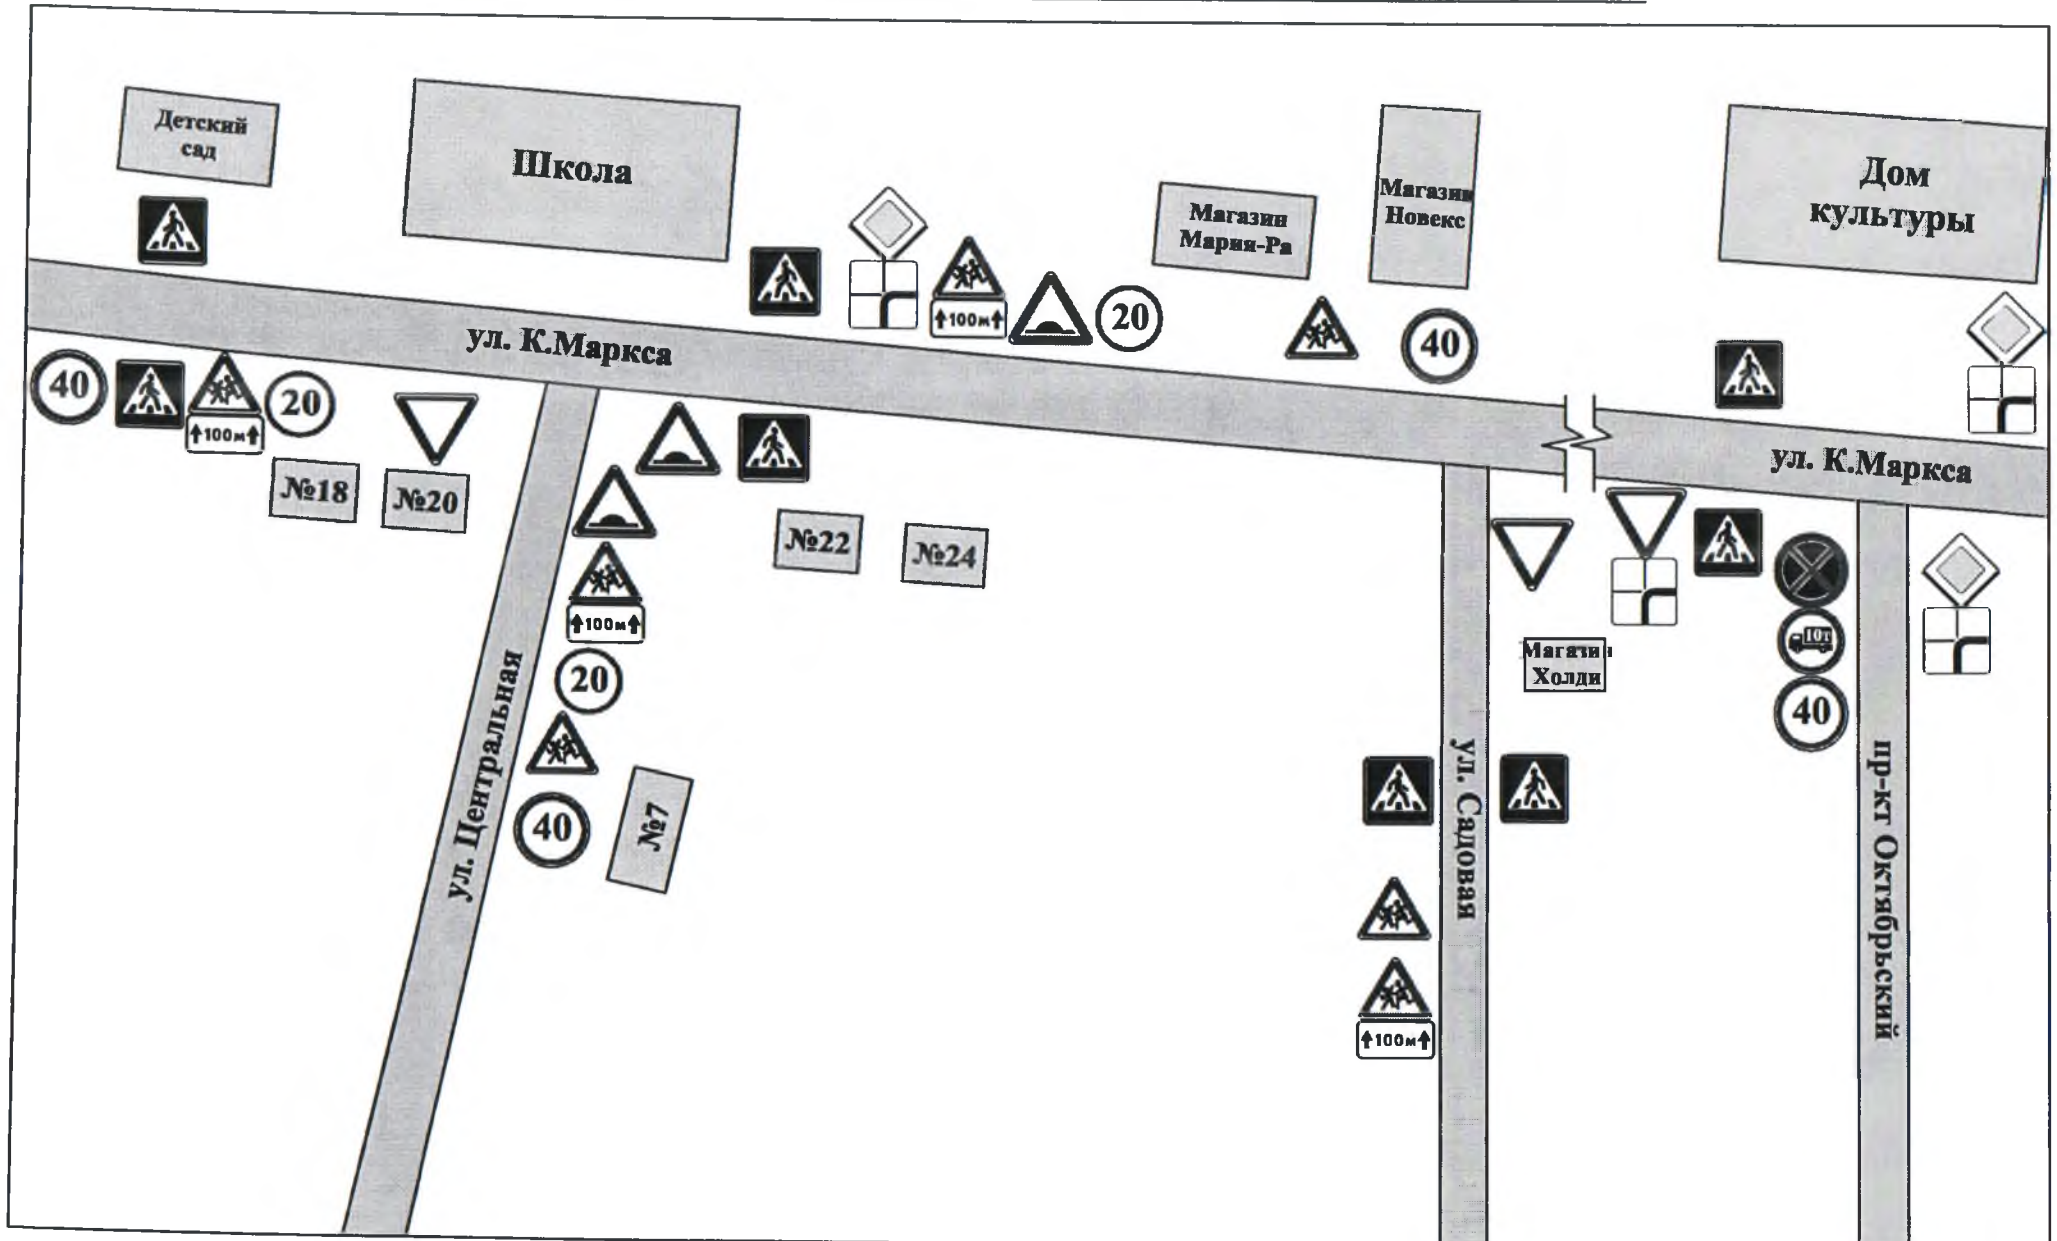 Детский
сад
Школа
Магазин
Мария-Ра
Магазин
Новекс
Дом
культуры
100м
20
40
ул. К.Маркса
ул. К.Маркса
40
100м
20
№18
№20
№22
№24
100м
20
40
№7
ул. Центральная
Магазин
Холди
10т
40
ул. Садовая
100м
пр-кт Октябрьский